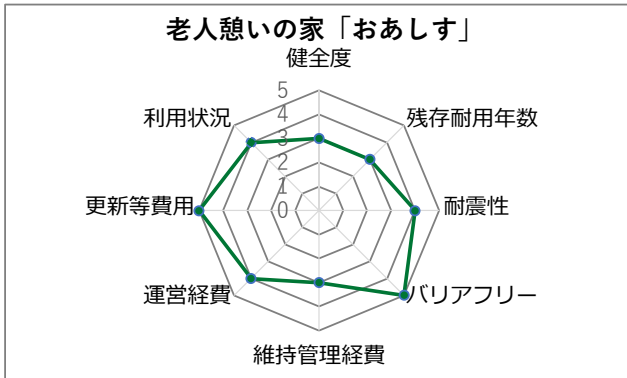 老人憩いの家「おあしす」
健全度
5
4
3
2
1
0
利用状況
残存耐用年数
更新等費用
耐震性
運営経費
バリアフリー
維持管理経費